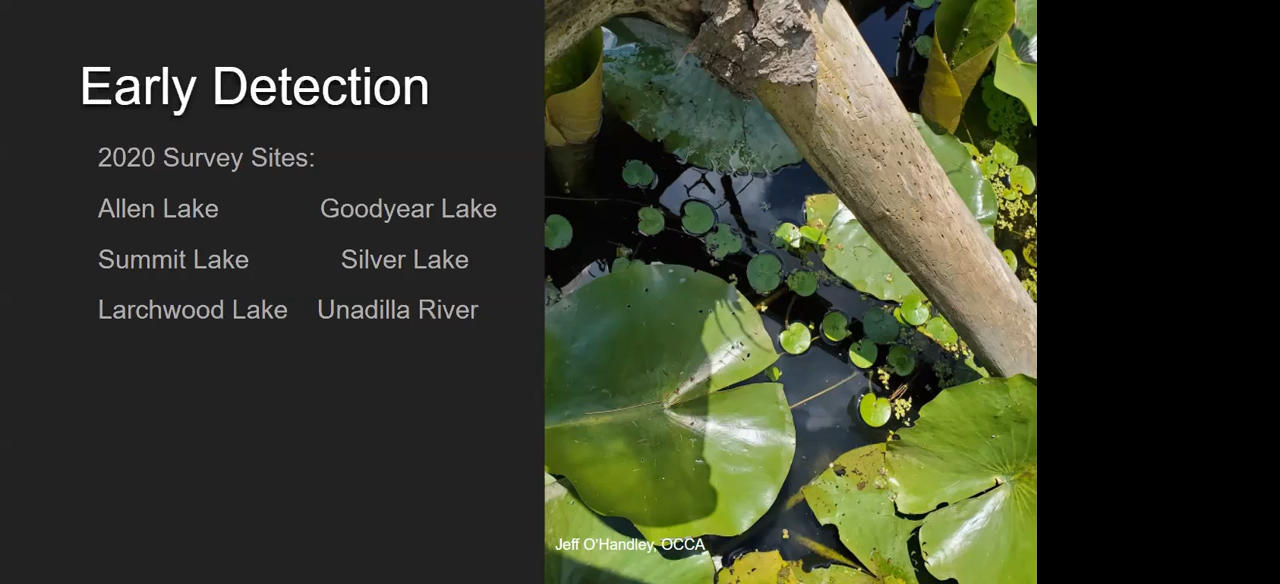 Early Detection
2020 Survey Sites:
Allen Lake Goodyear Lake
Summit Lake Silver Lake
Larchwood Lake Unadilla River
Jeff O'Handley, OCCA